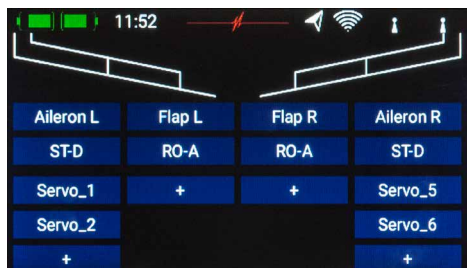 11:52
Aileron L Flap L Flap R Aileron R
ST-D RO-A RO-A ST-D
Servo_1 + + Servo_5
Servo_2 Servo_6
+ +